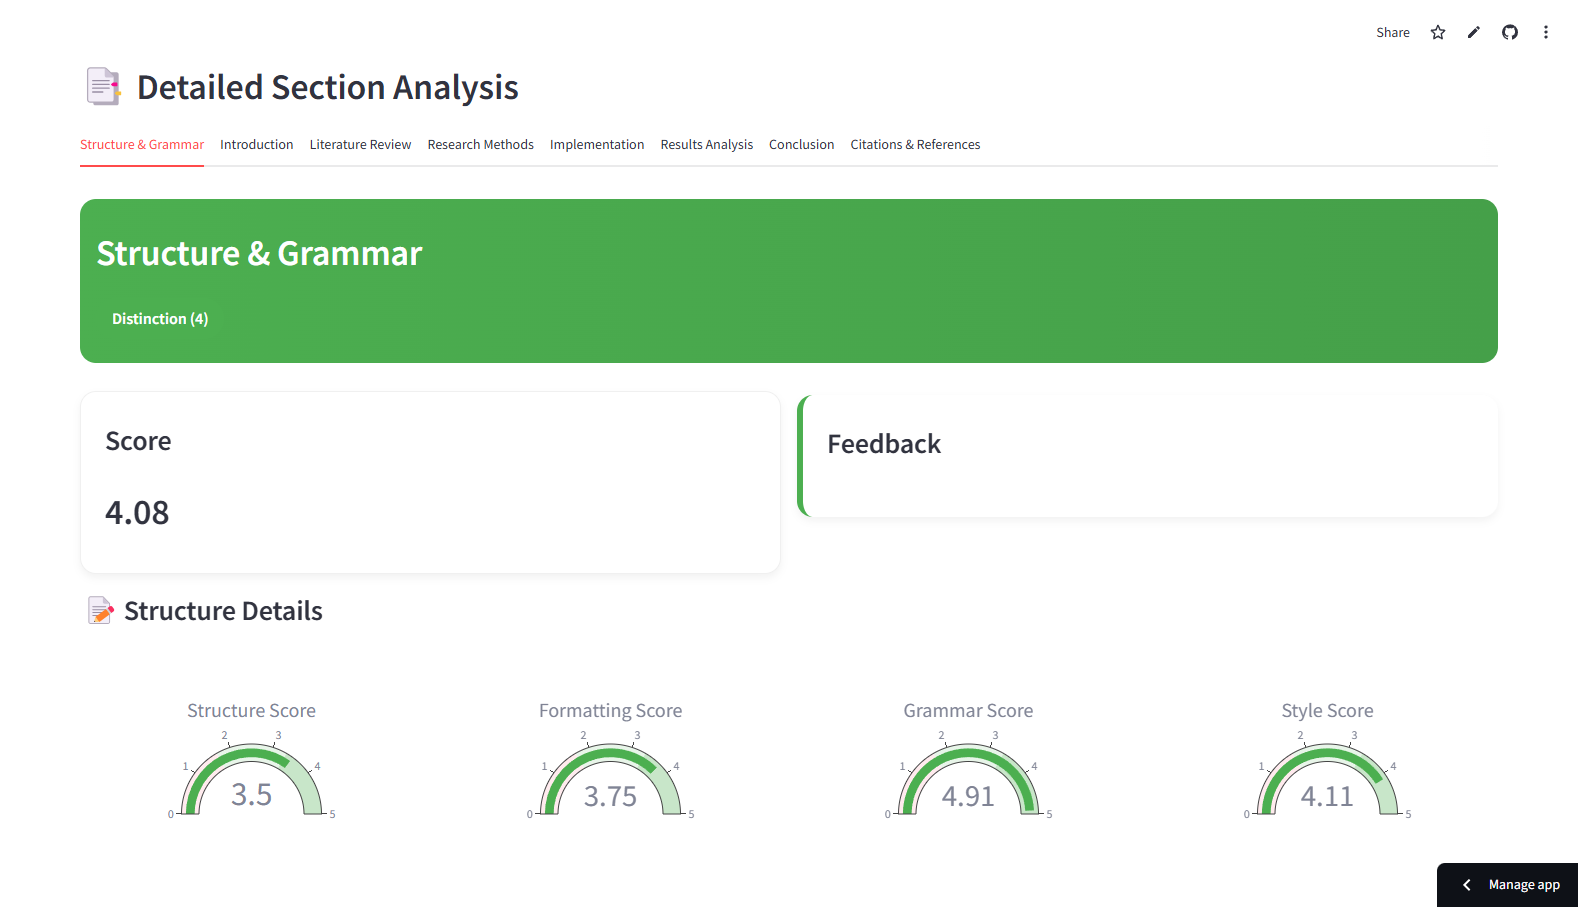 Share
Detailed Section Analysis
Structure & Grammar Introduction Literature Review Research Methods Implementation Results Analysis Conclusion Citations & References
Structure & Grammar
Distinction (4)
Score
4.08
Feedback
Structure Details
Structure Score
0 1 2 3 4 5
3.5
Formatting Score
0 1 2 3 4 5
3.75
Grammar Score
0 1 2 3 4 5
4.91
Style Score
0 1 2 3 4 5
4.11
Manage app